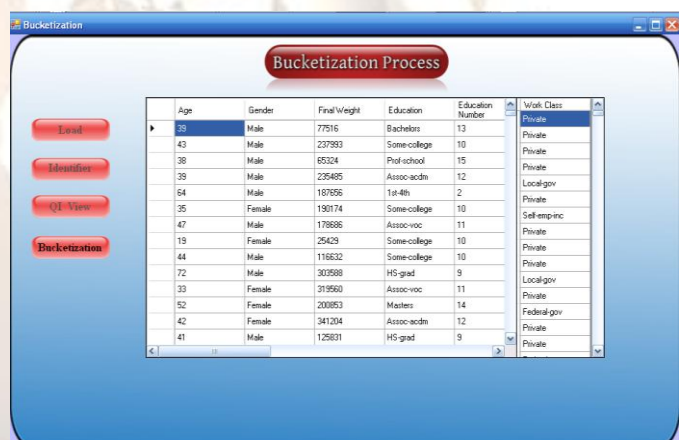 Bucketization
Bucketization Process
Load
Identifier
QI-View
Bucketization
Age Gender Final Weight Education Education Number
39 Male 77516 Bachelors 13
43 Male 237993 Some-college 10
38 Male 65324 Prof-school 15
39 Male 235485 Assoc-acdm 12
64 Male 187656 1st-4th 2
35 Female 190174 Some-college 10
47 Male 178686 Assoc-voc 11
19 Female 25429 Some-college 10
44 Male 116632 Some-college 10
72 Male 303588 HS-grad 9
33 Female 319560 Assoc-voc 11
52 Female 200853 Masters 14
42 Female 341204 Assoc-acdm 12
41 Male 125831 HS-grad 9
Work Class
Private
Private
Private
Private
Local-gov
Private
Self-emp-inc
Private
Private
Private
Local-gov
Private
Federal-gov
Private
Private